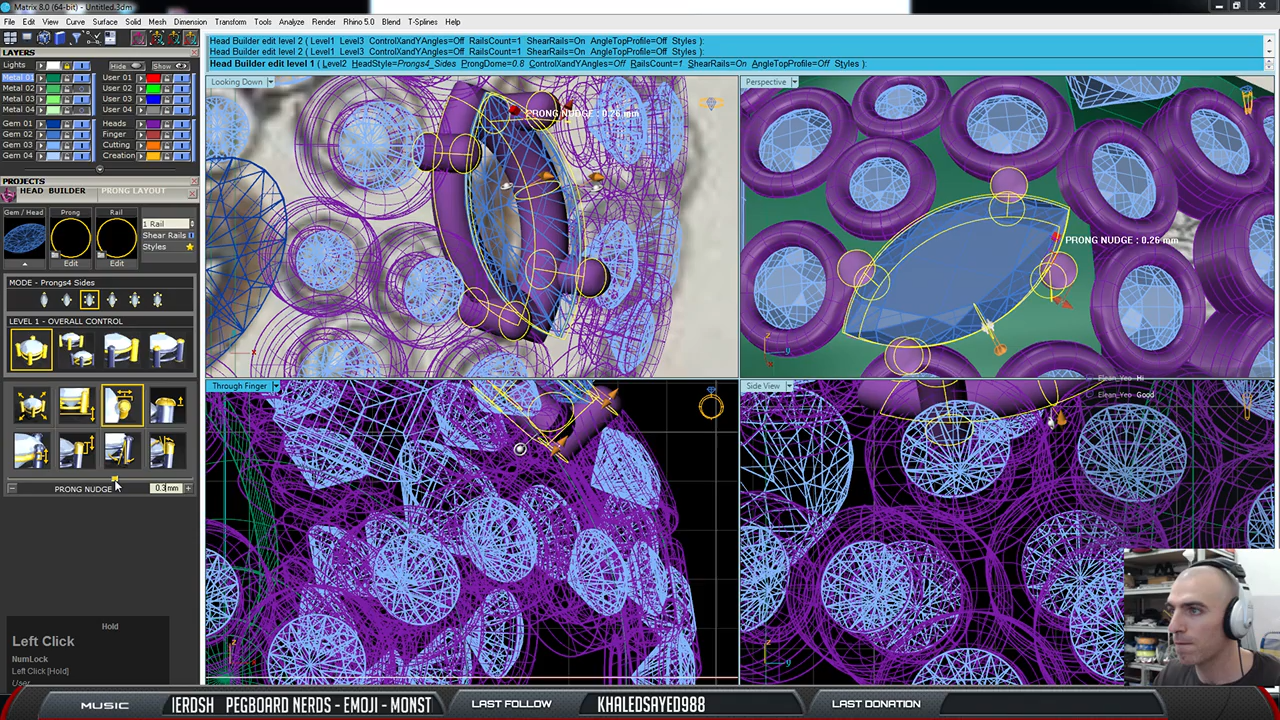 Matrix 8.0 (64-bit) - Untitled.3dm
File Edit View Curve Surface Solid Mesh Dimension Transform Tools Analyze Render Rhino 5.0 Blend T-Splines Help
Head Builder edit level 2 ( Level1 Level3 ControlXandYAngles=Off RailsCount=1 ShearRails=On AngleTopProfile=Off Styles ):
Head Builder edit level 2 ( Level1 Level3 ControlXandYAngles=Off RailsCount=1 ShearRails=On AngleTopProfile=Off Styles ):
Head Builder edit level 1 ( Level2 HeadStyle=Prongs4_Sides ProngDome=0.8 ControlXandYAngles=Off RailsCount=1 ShearRails=On AngleTopProfile=Off Styles ):
LAYERS
Lights Hide Show
Metal 01 User 01
Metal 02 User 02
Metal 03 User 03
Metal 04 User 04
Gem 01 Heads
Gem 02 Finger
Gem 03 Cutting
Gem 04 Creation
PROJECTS
HEAD BUILDER PRONG LAYOUT
Gem / Head Prong Rail
1 Rail
Shear Rails
Styles
Edit Edit
MODE - Prongs4 Sides
LEVEL 1 - OVERALL CONTROL
PRONG NUDGE 0.3 mm
Looking Down
PRONG NUDGE : 0.26 mm
Perspective
PRONG NUDGE : 0.26 mm
Through Finger
Side View
Elean_Yeo Hi
Elean_Yeo Good
Hold
Left Click
NumLock
Left Click [Hold]
User
MUSIC
IERDSH PEGBOARD NERDS - EMOJI - MONST
LAST FOLLOW
KHALEDSAYED988
LAST DONATION